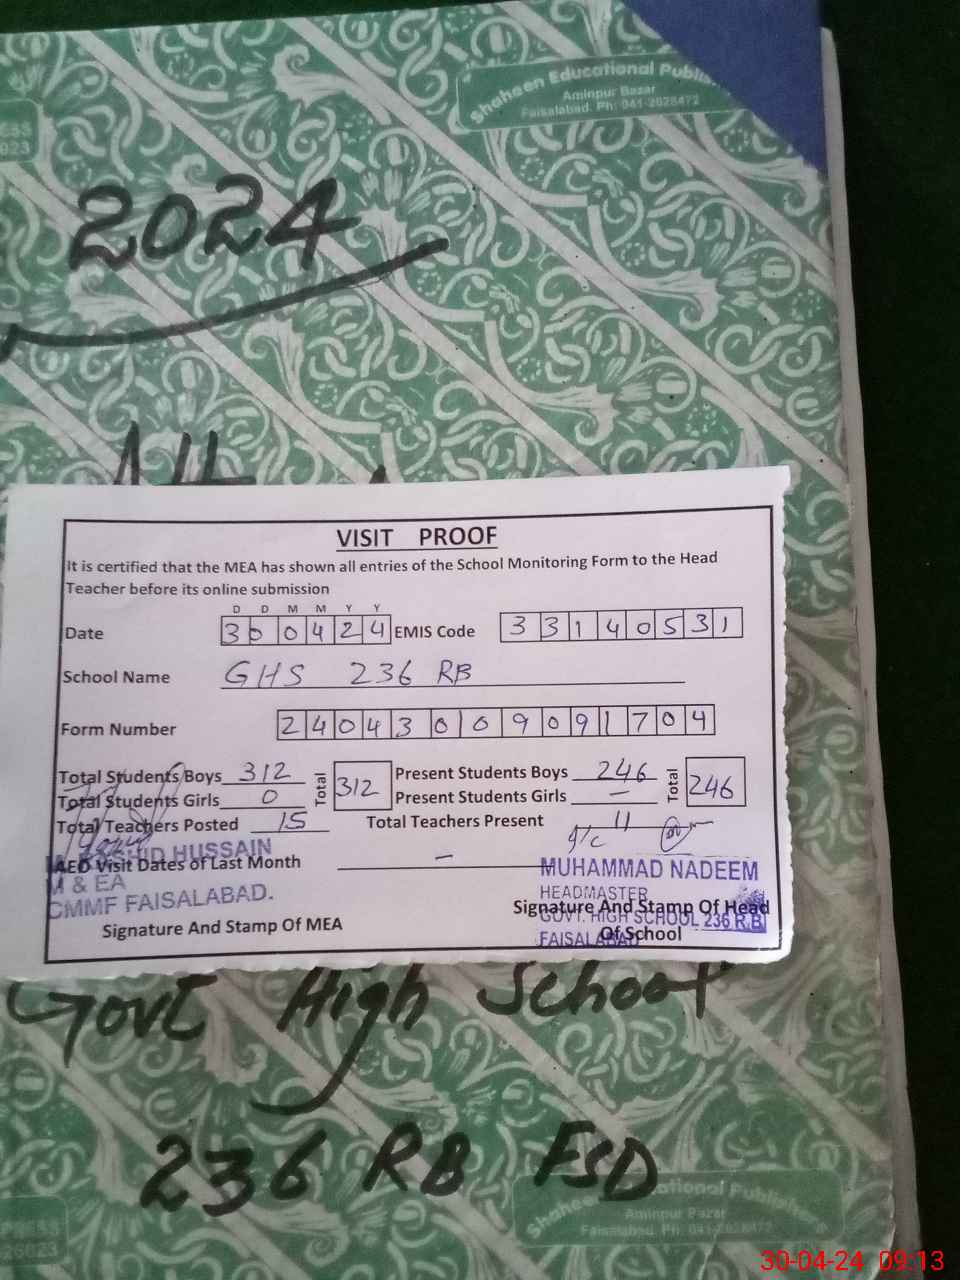 Shaheen Educational Publis
Aminpur Bazar
Faisalabad. Ph: 041-2628472
2024
VISIT PROOF
It is certified that the MEA has shown all entries of the School Monitoring Form to the Head
Teacher before its online submission
D D M M Y Y
Date 30 04 24 EMIS Code 33140531
School Name GHS 236 RB
Form Number 240430090991704
Total Students Boys 312 Total 312 Present Students Boys 246 Total 246
Total Students Girls 0 Present Students Girls —
Total Teachers Posted 15 Total Teachers Present 11
HUSSAIN
AEO Visit Dates of Last Month —
MUHAMMAD NADEEM
M & EA
HEADMASTER
CMMF FAISALABAD.
Signature And Stamp Of Head
GOVT. HIGH SCHOOL 236 R.B
Signature And Stamp Of MEA
Of School
FAISALABAD
Govt High School
236 RB FSD
Shaheen Educational Publishe
Aminpur Bazar
Faisalabad. Ph: 041-2628472
30-04-24 09:13